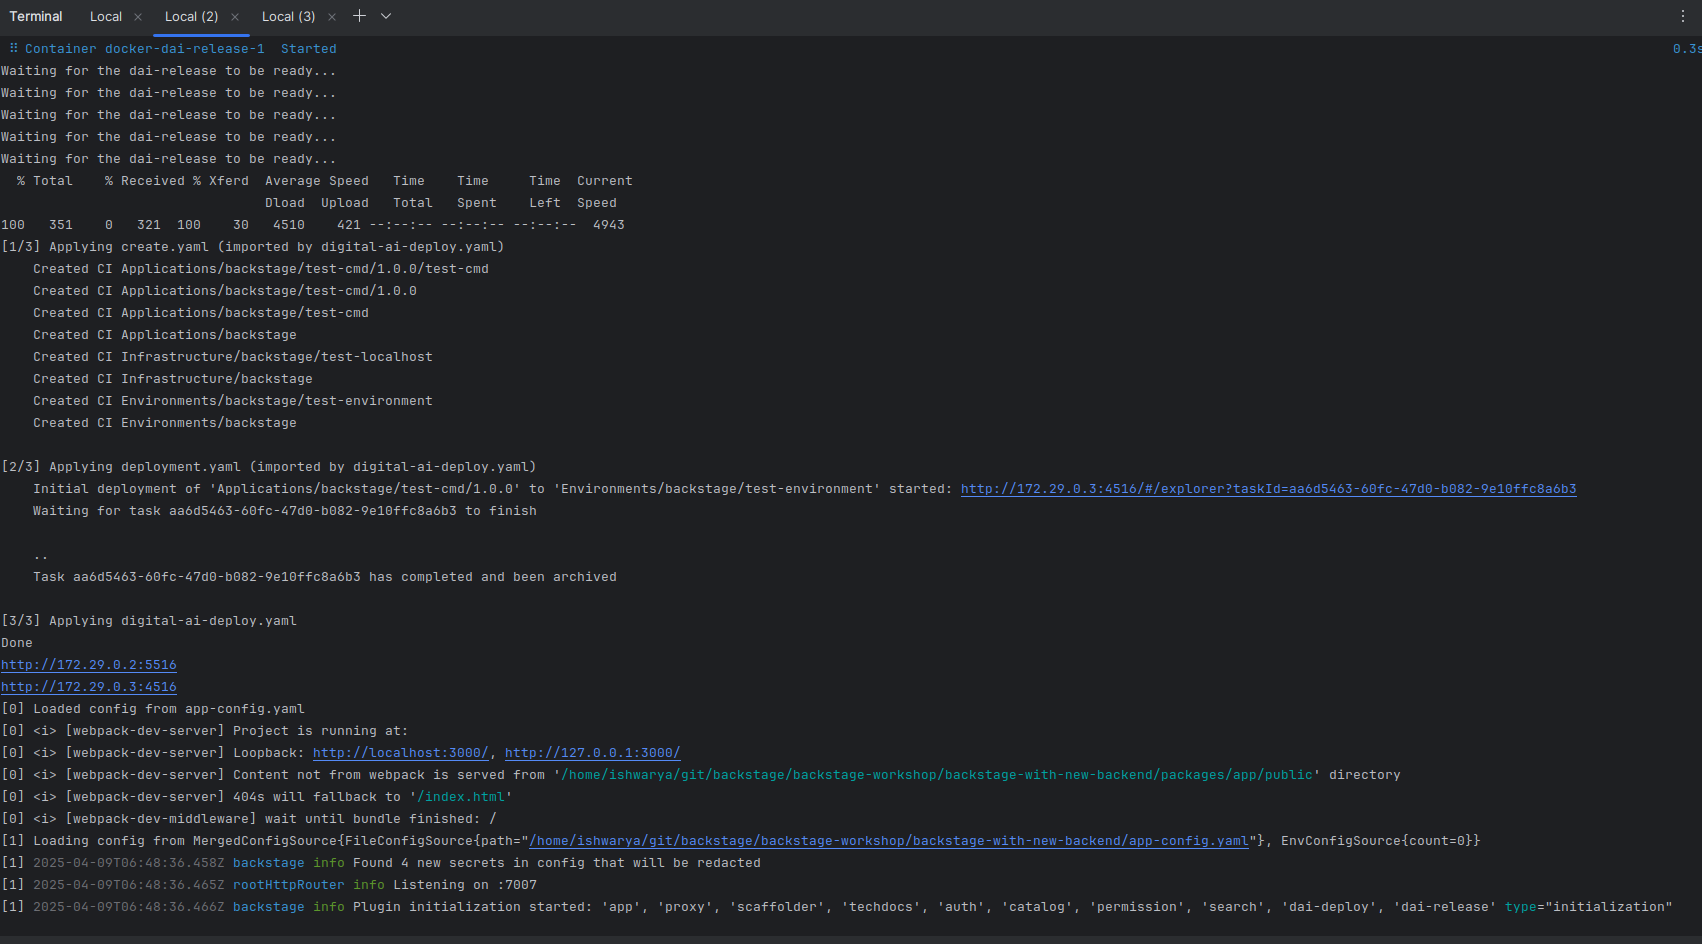 Terminal Local × Local (2) × Local (3) ×
⠿ Container docker-dai-release-1  Started 0.3s
Waiting for the dai-release to be ready...
Waiting for the dai-release to be ready...
Waiting for the dai-release to be ready...
Waiting for the dai-release to be ready...
Waiting for the dai-release to be ready...
  % Total    % Received % Xferd  Average Speed   Time    Time     Time  Current
                                 Dload  Upload   Total   Spent    Left  Speed
100   351    0   321  100    30   4510    421 --:--:-- --:--:-- --:--:--  4943
[1/3] Applying create.yaml (imported by digital-ai-deploy.yaml)
    Created CI Applications/backstage/test-cmd/1.0.0/test-cmd
    Created CI Applications/backstage/test-cmd/1.0.0
    Created CI Applications/backstage/test-cmd
    Created CI Applications/backstage
    Created CI Infrastructure/backstage/test-localhost
    Created CI Infrastructure/backstage
    Created CI Environments/backstage/test-environment
    Created CI Environments/backstage
[2/3] Applying deployment.yaml (imported by digital-ai-deploy.yaml)
    Initial deployment of 'Applications/backstage/test-cmd/1.0.0' to 'Environments/backstage/test-environment' started: http://172.29.0.3:4516/#/explorer?taskId=aa6d5463-60fc-47d0-b082-9e10ffc8a6b3
    Waiting for task aa6d5463-60fc-47d0-b082-9e10ffc8a6b3 to finish
    ..
    Task aa6d5463-60fc-47d0-b082-9e10ffc8a6b3 has completed and been archived
[3/3] Applying digital-ai-deploy.yaml
Done
http://172.29.0.2:5516
http://172.29.0.3:4516
[0] Loaded config from app-config.yaml
[0] <i> [webpack-dev-server] Project is running at:
[0] <i> [webpack-dev-server] Loopback: http://localhost:3000/, http://127.0.0.1:3000/
[0] <i> [webpack-dev-server] Content not from webpack is served from '/home/ishwarya/git/backstage/backstage-workshop/backstage-with-new-backend/packages/app/public' directory
[0] <i> [webpack-dev-server] 404s will fallback to '/index.html'
[0] <i> [webpack-dev-middleware] wait until bundle finished: /
[1] Loading config from MergedConfigSource{FileConfigSource{path="/home/ishwarya/git/backstage/backstage-workshop/backstage-with-new-backend/app-config.yaml"}, EnvConfigSource{count=0}}
[1] 2025-04-09T06:48:36.458Z backstage info Found 4 new secrets in config that will be redacted
[1] 2025-04-09T06:48:36.465Z rootHttpRouter info Listening on :7007
[1] 2025-04-09T06:48:36.466Z backstage info Plugin initialization started: 'app', 'proxy', 'scaffolder', 'techdocs', 'auth', 'catalog', 'permission', 'search', 'dai-deploy', 'dai-release' type="initialization"